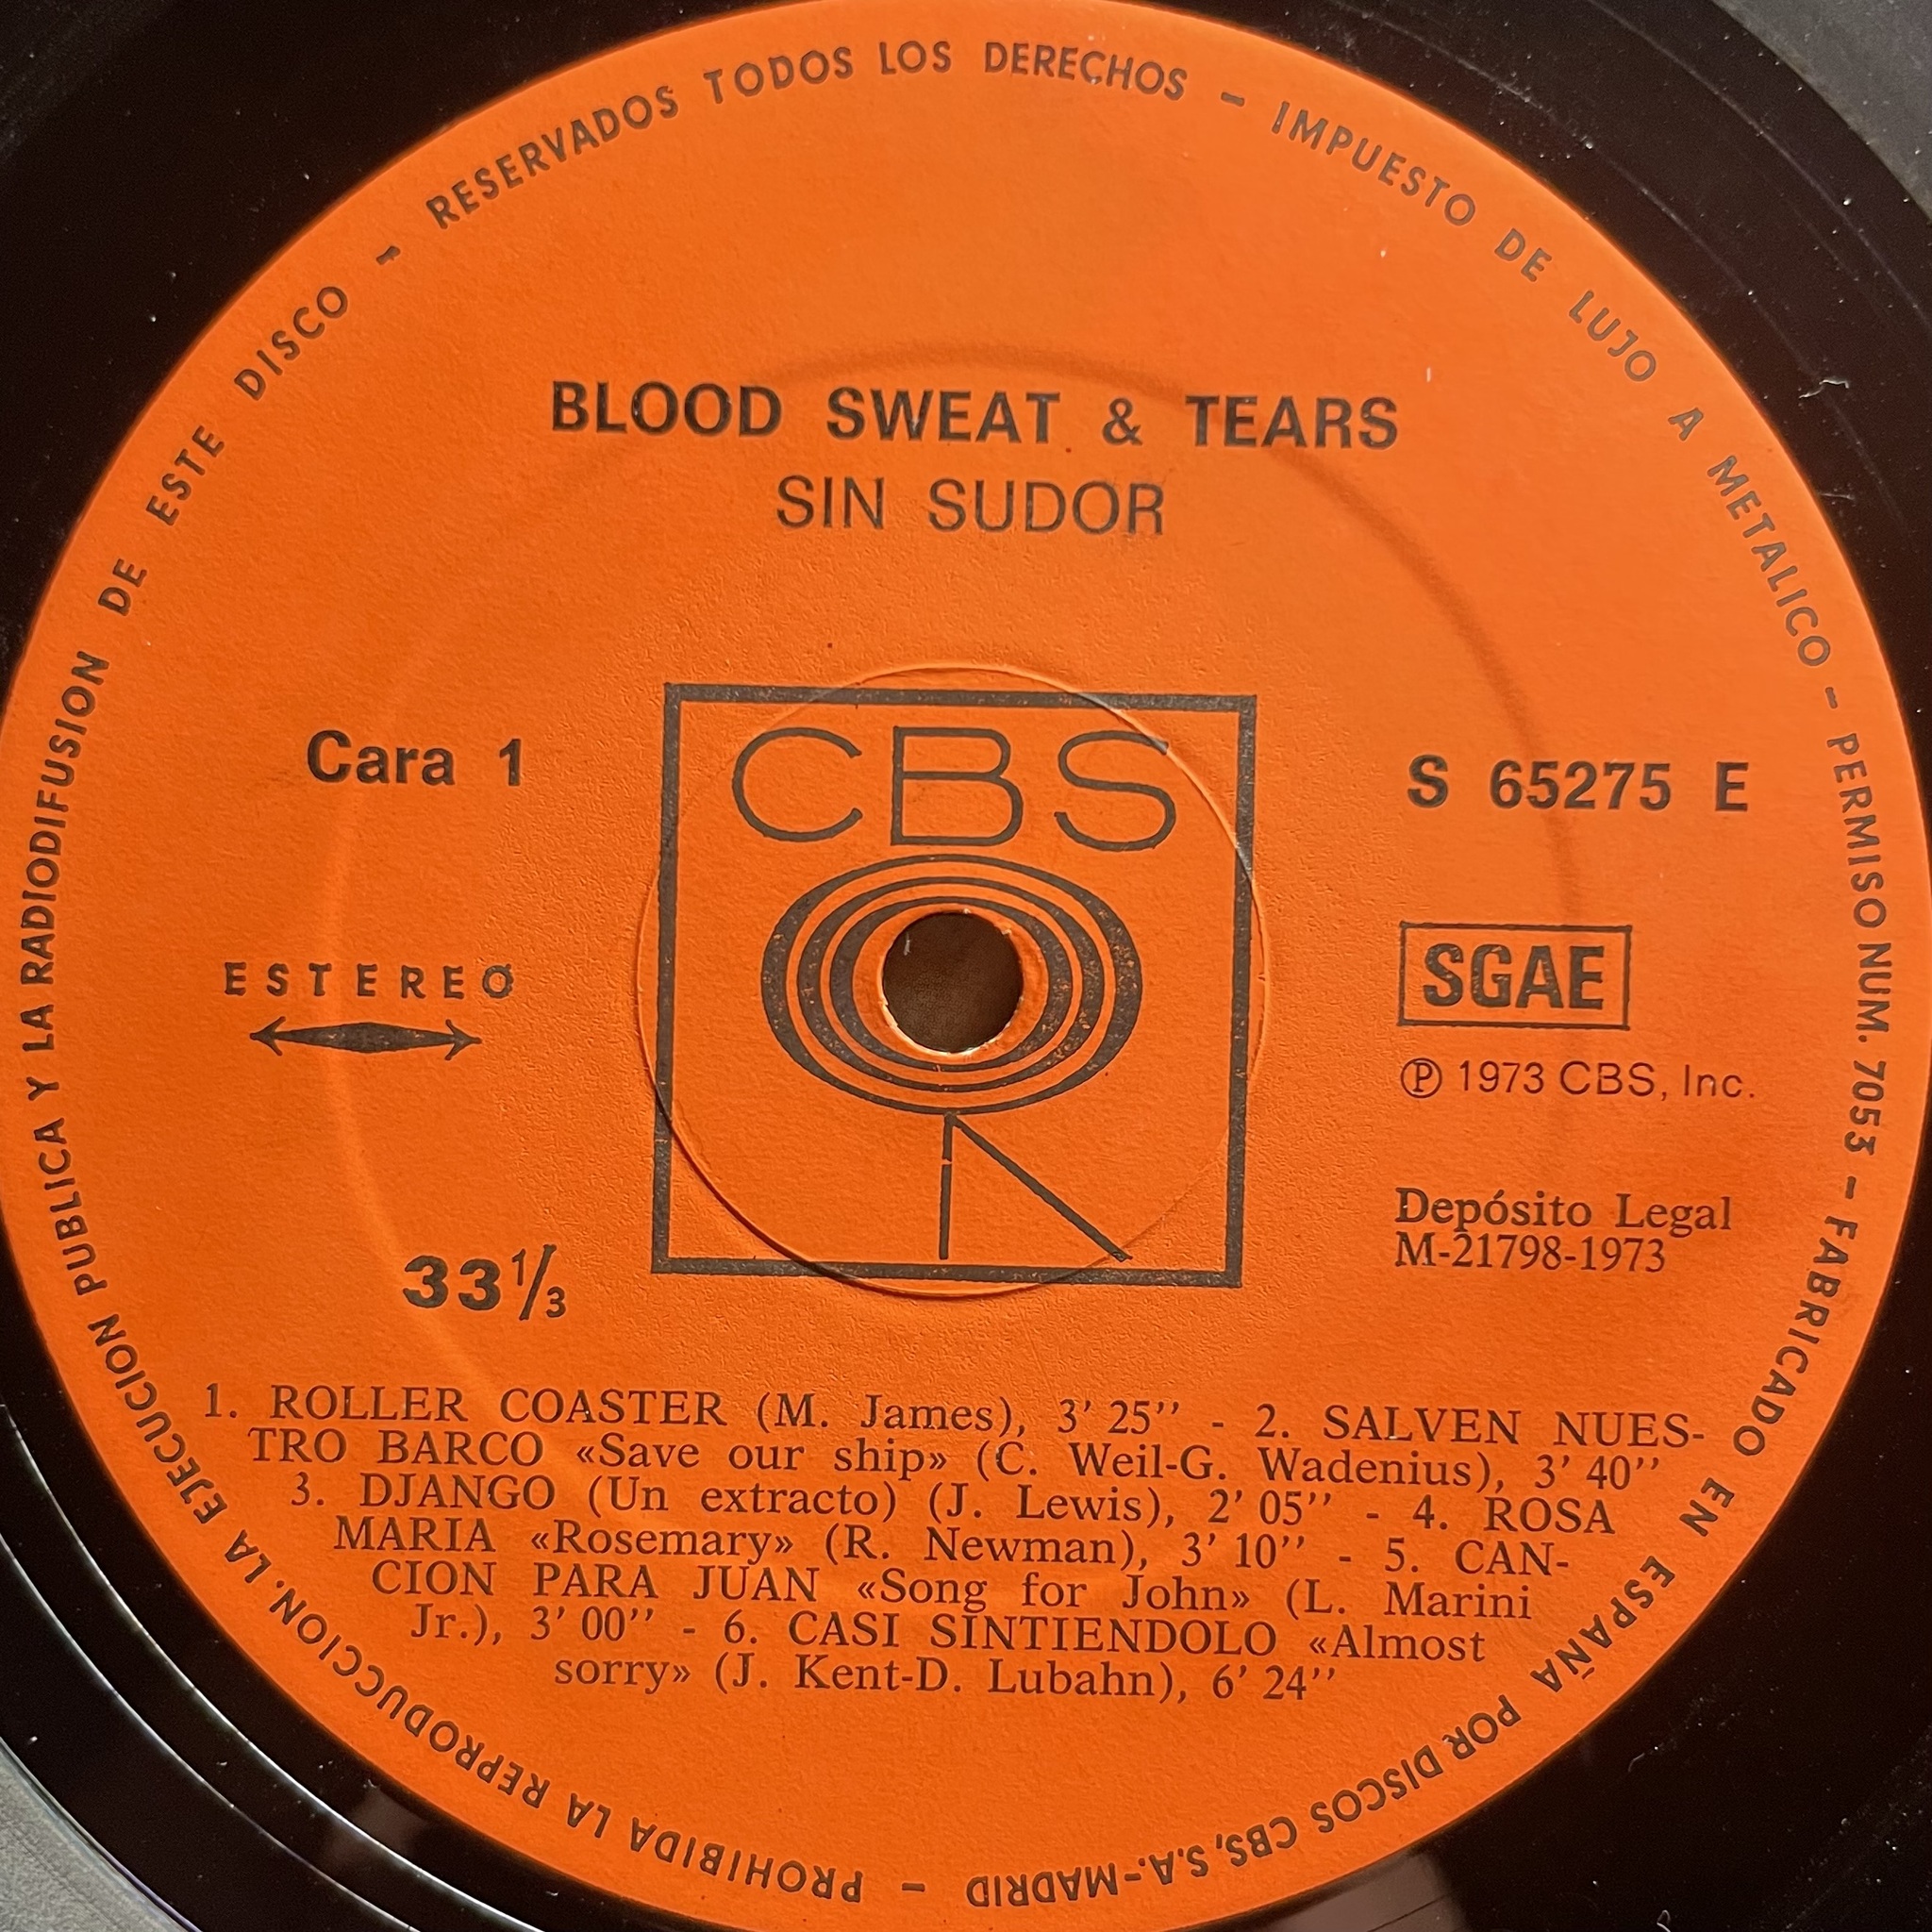 RESERVADOS TODOS LOS DERECHOS - IMPUESTO DE LUJO A METALICO - PERMISO NUM. 7053 - FABRICADO EN ESPAÑA POR DISCOS CBS, S.A.-MADRID - PROHIBIDA LA REPRODUCCION, LA EJECUCION PUBLICA Y LA RADIODIFUSION DE ESTE DISCO -
BLOOD SWEAT & TEARS
SIN SUDOR
Cara 1
CBS
S 65275 E
ESTEREO
SGAE
℗ 1973 CBS, Inc.
Depósito Legal
M-21798-1973
33 1/3
1. ROLLER COASTER (M. James), 3' 25'' - 2. SALVEN NUES-
TRO BARCO «Save our ship» (C. Weil-G. Wadenius), 3' 40''
3. DJANGO (Un extracto) (J. Lewis), 2' 05'' - 4. ROSA
MARIA «Rosemary» (R. Newman), 3' 10'' - 5. CAN-
CION PARA JUAN «Song for John» (L. Marini
Jr.), 3' 00'' - 6. CASI SINTIENDOLO «Almost
sorry» (J. Kent-D. Lubahn), 6' 24''